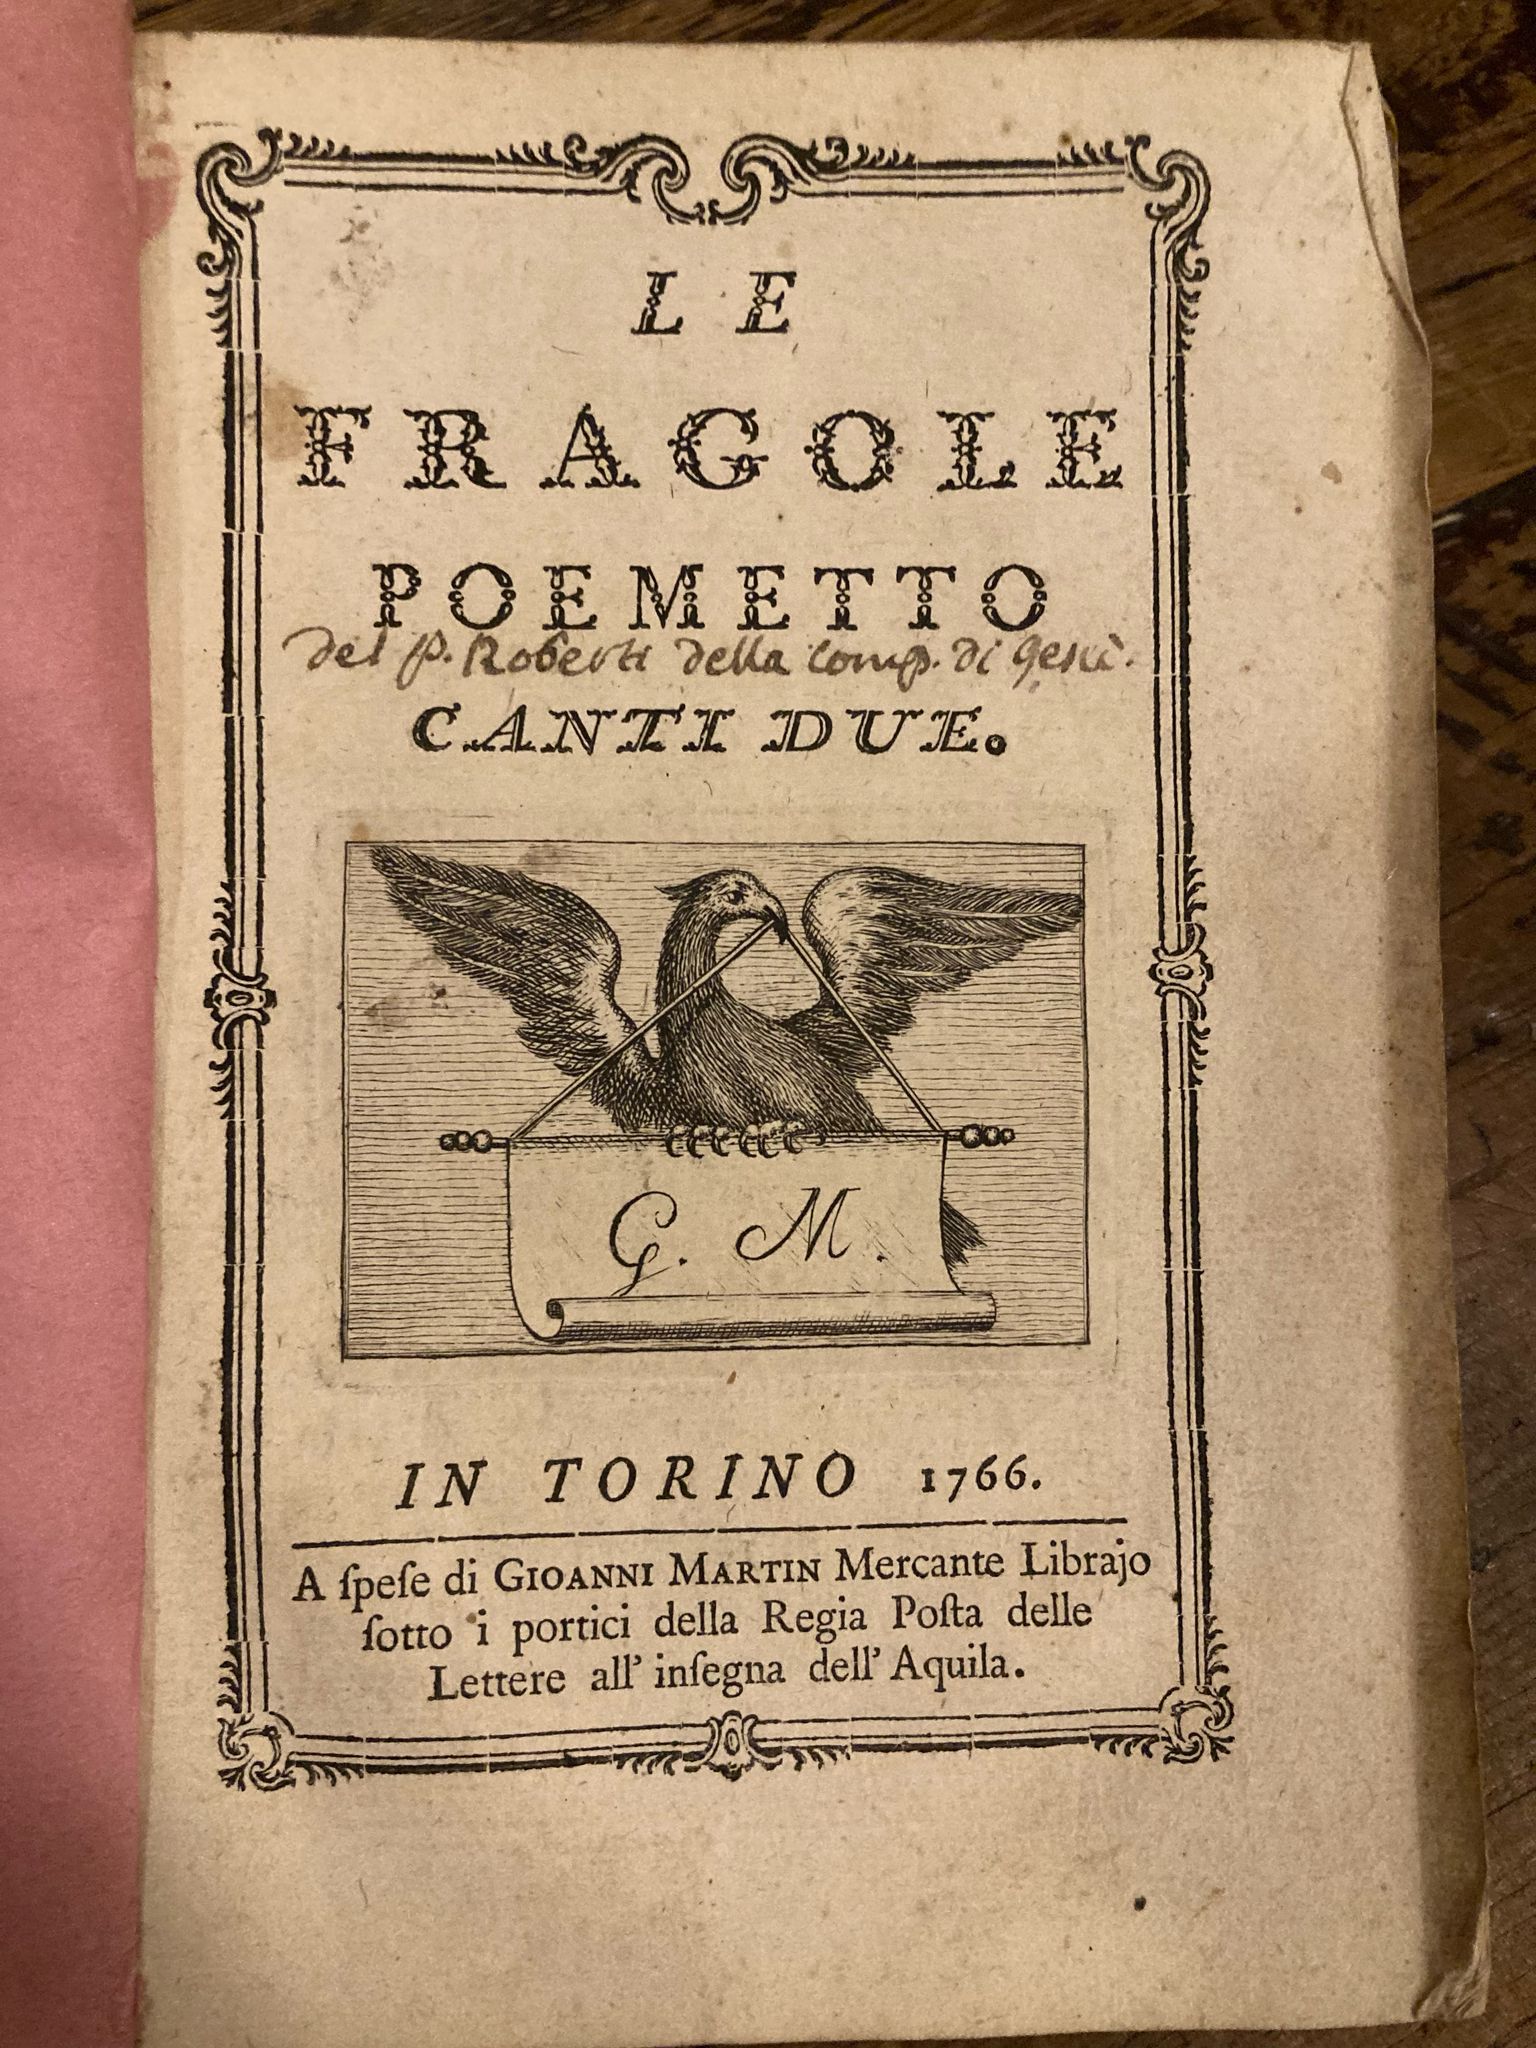 LE
FRAGOLE
POEMETTO
del P. Roberti della Comp. di Gesù.
CANTI DUE.
G. M.
IN TORINO 1766.
A ſpeſe di GIOANNI MARTIN Mercante Librajo
ſotto i portici della Regia Poſta delle
Lettere all' inſegna dell' Aquila.